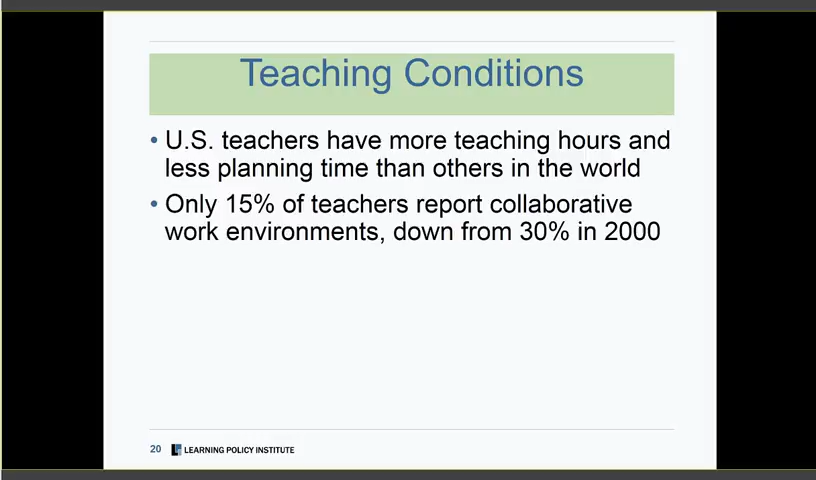 Teaching Conditions
• U.S. teachers have more teaching hours and
less planning time than others in the world
• Only 15% of teachers report collaborative
work environments, down from 30% in 2000
20 LEARNING POLICY INSTITUTE